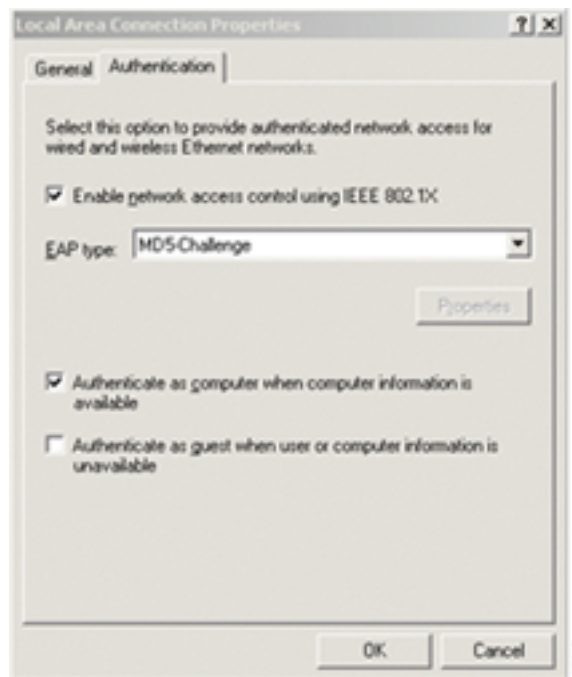 Local Area Connection Properties
? X
General Authentication
Select this option to provide authenticated network access for
wired and wireless Ethernet networks.
Enable network access control using IEEE 802.1X
EAP type: MD5-Challenge
Properties
Authenticate as computer when computer information is
available
Authenticate as guest when user or computer information is
unavailable
OK Cancel